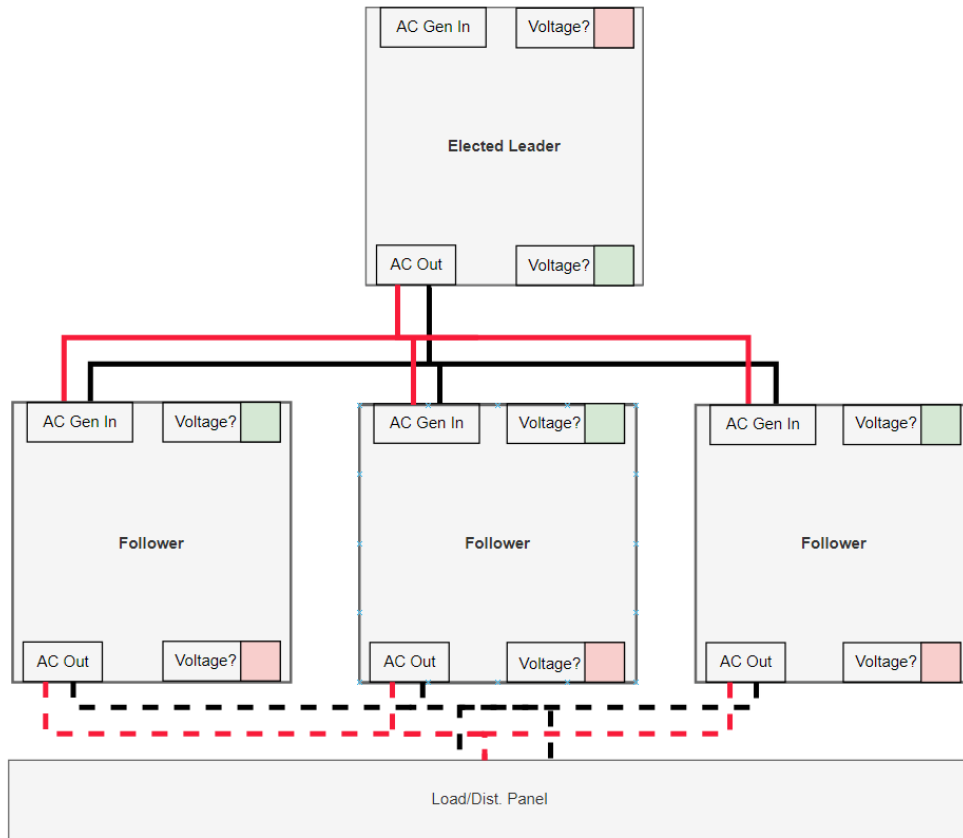 AC Gen In
Voltage?
Elected Leader
AC Out
Voltage?
AC Gen In
Voltage?
AC Gen In
Voltage?
AC Gen In
Voltage?
Follower
Follower
Follower
AC Out
Voltage?
AC Out
Voltage?
AC Out
Voltage?
Load/Dist. Panel